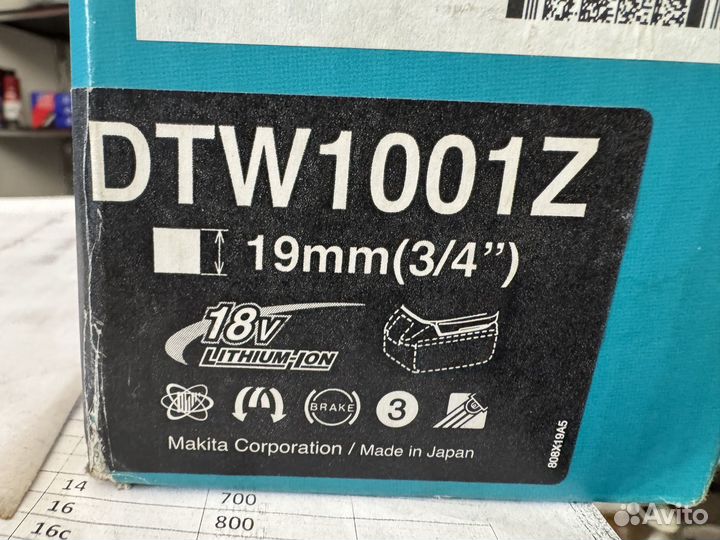 DTW1001Z
19mm(3/4")
18V
LITHIUM-ION
BRAKE
3
Makita Corporation / Made in Japan
808X19A5
14 700
16 800
16с
Avito